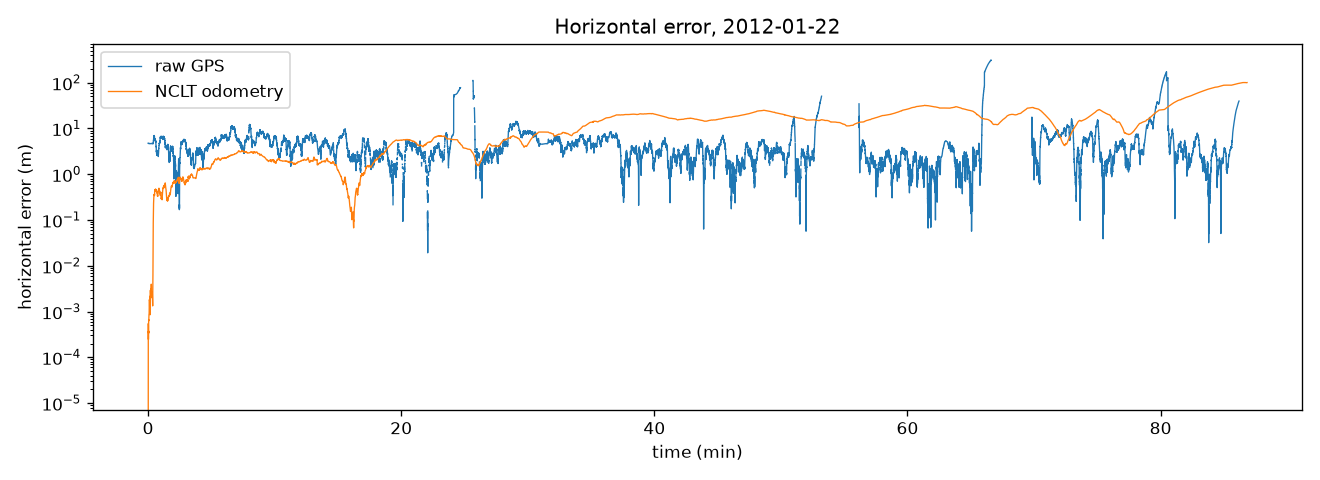 Horizontal error, 2012-01-22
raw GPS
NCLT odometry
horizontal error (m)
10²
10¹
10⁰
10⁻¹
10⁻²
10⁻³
10⁻⁴
10⁻⁵
0 20 40 60 80
time (min)